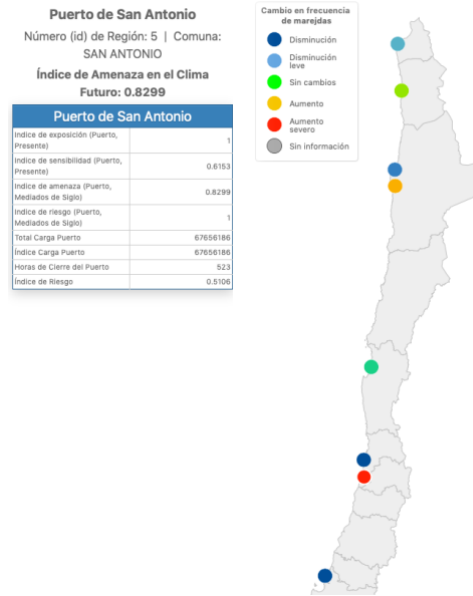 Puerto de San Antonio
Número (id) de Región: 5 | Comuna:
SAN ANTONIO
Índice de Amenaza en el Clima
Futuro: 0.8299
Puerto de San Antonio
Indice de exposición (Puerto,
Presente)
1
Indice de sensibilidad (Puerto,
Presente)
0.6153
Indice de amenaza (Puerto,
Mediados de Siglo)
0.8299
Indice de riesgo (Puerto,
Mediados de Siglo)
1
Total Carga Puerto
67656186
Índice Carga Puerto
67656186
Horas de Cierre del Puerto
523
Índice de Riesgo
0.5106
Cambio en frecuencia
de marejdas
Disminución
Disminución
leve
Sin cambios
Aumento
Aumento
severo
Sin información